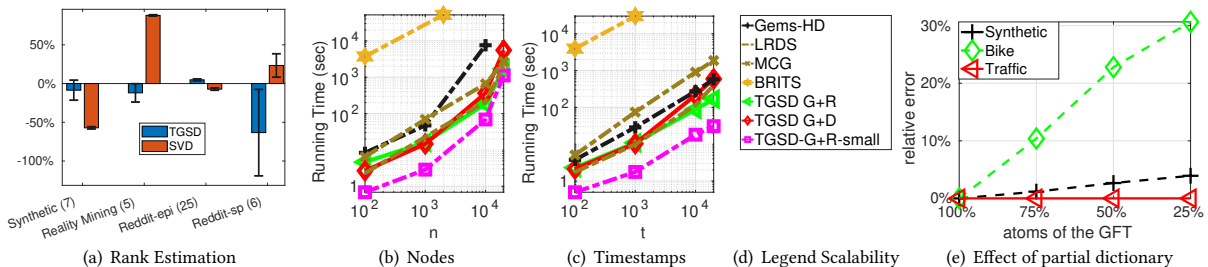 50%
0%
-50%
-100%
TGSD
SVD
Synthetic (7)
Reality Mining (5)
Reddit-epi (25)
Reddit-sp (6)
(a) Rank Estimation
Running Time (sec)
10^4
10^3
10^2
1
10^2
10^3
10^4
n
(b) Nodes
Running Time (sec)
10^4
10^3
10^2
1
10^2
10^3
10^4
t
(c) Timestamps
Gems-HD
LRDS
MCG
BRITS
TGSD G+R
TGSD G+D
TGSD-G+R-small
(d) Legend Scalability
relative error
30%
20%
10%
0%
Synthetic
Bike
Traffic
100%
75%
50%
25%
atoms of the GFT
(e) Effect of partial dictionary